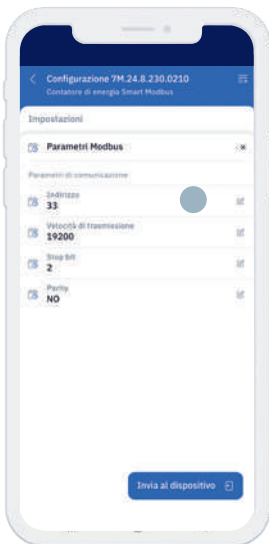 Configurazione 7M.24.8.230.0210
Contatore di energia Smart Modbus
Impostazioni
Parametri Modbus
Parametri di comunicazione
Indirizzo
33
Velocità di trasmissione
19200
Stop bit
2
Parity
NO
Invia al dispositivo